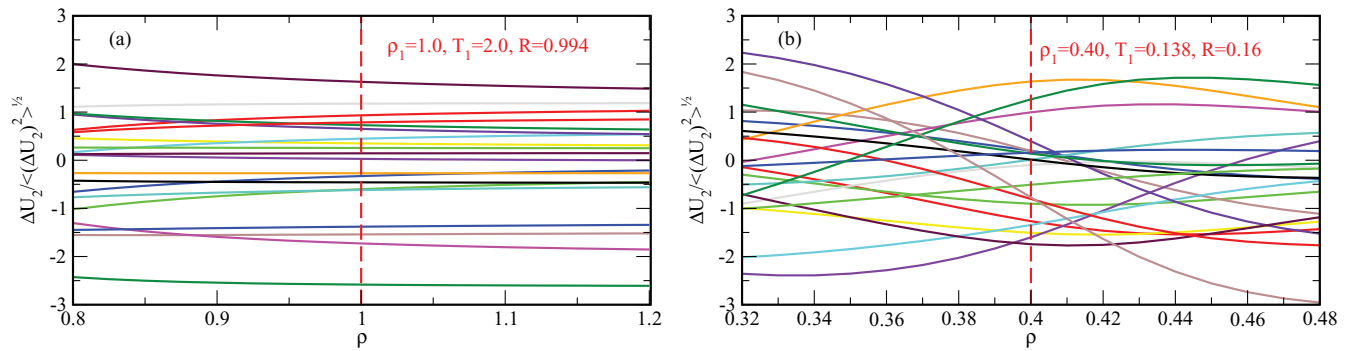 (a)
ρ₁=1.0, T₁=2.0, R=0.994
ΔU₂/<(ΔU₂)²>^½
3
2
1
0
-1
-2
-3
0.8 0.9 1 1.1 1.2
ρ
(b)
ρ₁=0.40, T₁=0.138, R=0.16
ΔU₂/<(ΔU₂)²>^½
3
2
1
0
-1
-2
-3
0.32 0.34 0.36 0.38 0.4 0.42 0.44 0.46 0.48
ρ